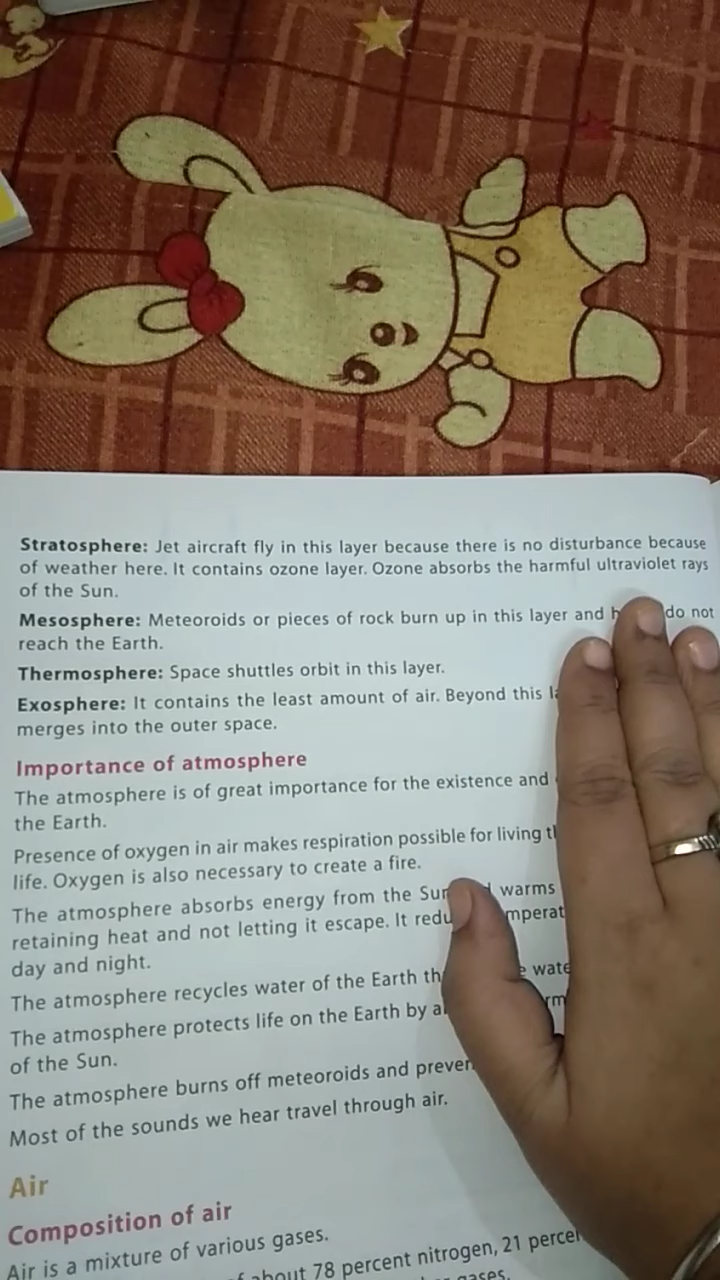 Stratosphere: Jet aircraft fly in this layer because there is no disturbance because
of weather here. It contains ozone layer. Ozone absorbs the harmful ultraviolet rays
of the Sun.
Mesosphere: Meteoroids or pieces of rock burn up in this layer and do not
reach the Earth.
Thermosphere: Space shuttles orbit in this layer.
Exosphere: It contains the least amount of air. Beyond this
merges into the outer space.
Importance of atmosphere
The atmosphere is of great importance for the existence and
the Earth.
Presence of oxygen in air makes respiration possible for living
life. Oxygen is also necessary to create a fire.
The atmosphere absorbs energy from the Sun warms
retaining heat and not letting it escape. It
day and night.
The atmosphere recycles water of the Earth
The atmosphere protects life on the Earth by
of the Sun.
The atmosphere burns off meteoroids and
Most of the sounds we hear travel through air.
Air
Composition of air
Air is a mixture of various gases.
about 78 percent nitrogen, 21
gases.